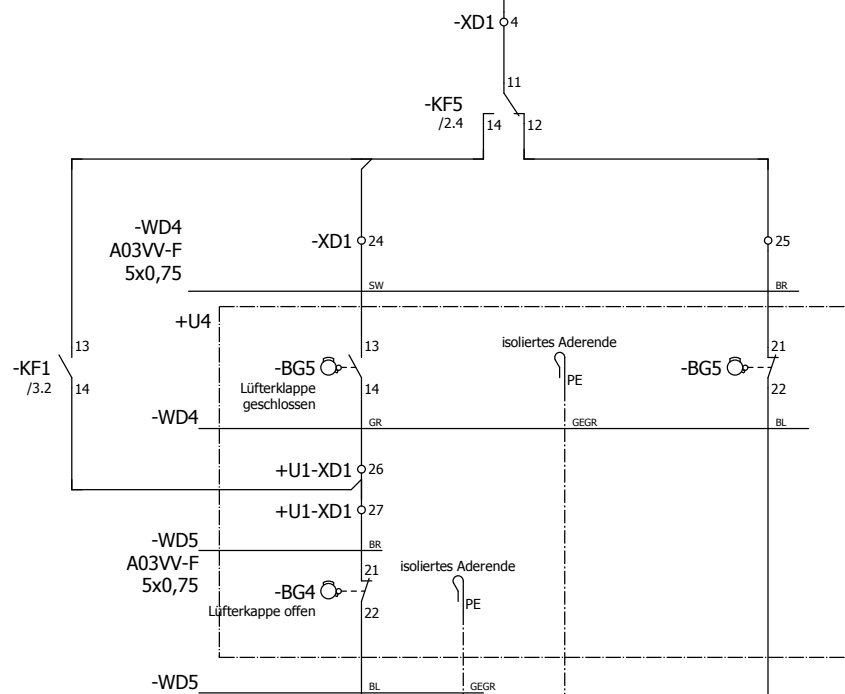 -XD1 4
11
-KF5
/2.4
14 12
-WD4
A03VV-F
5x0,75
-XD1 24
25
SW
BR
+U4
-KF1
/3.2
13
14
-BG5
Lüfterklappe
geschlossen
13
14
isoliertes Aderende
PE
-BG5
21
22
-WD4
GR
GEGR
BL
+U1-XD1 26
+U1-XD1 27
-WD5
A03VV-F
5x0,75
BR
-BG4
Lüfterkappe offen
21
22
isoliertes Aderende
PE
-WD5
BL
GEGR